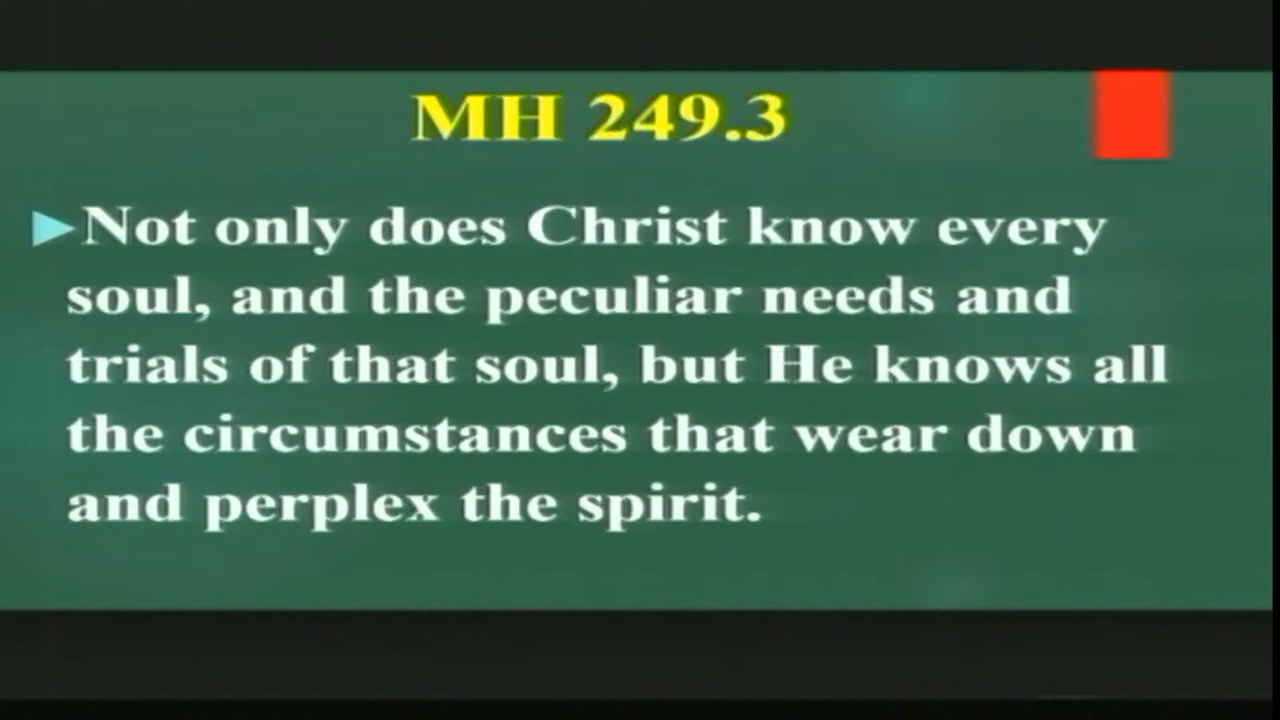 MH 249.3
Not only does Christ know every
soul, and the peculiar needs and
trials of that soul, but He knows all
the circumstances that wear down
and perplex the spirit.